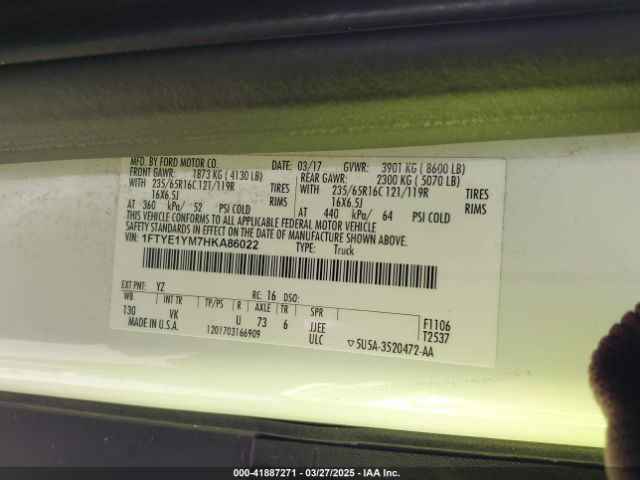 MFD. BY FORD MOTOR CO.
DATE: 03/17 GVWR: 3901 KG ( 8600 LB)
FRONT GAWR: 1873 KG ( 4130 LB) REAR GAWR: 2300 KG ( 5070 LB)
WITH 235/65R16C 121/119R TIRES WITH 235/65R16C 121/119R TIRES
16X6.5J RIMS 16X6.5J RIMS
AT 360 kPa/ 52 PSI COLD AT 440 kPa/ 64 PSI COLD
THIS VEHICLE CONFORMS TO ALL APPLICABLE FEDERAL MOTOR VEHICLE
SAFETY STANDARDS IN EFFECT ON THE DATE OF MANUFACTURE SHOWN ABOVE.
VIN: 1FTYE1YM7HKA86022 TYPE: Truck
EXT PNT: YZ RC: 16 DSO:
WB INT TR TP/PS R AXLE TR SPR
130 VK U 73 6 JJEE F1106
MADE IN U.S.A. 1201703166909 ULC T2537
▽5U5A-3520472-AA
000-41887271 | 03/27/2025 | IAA Inc.